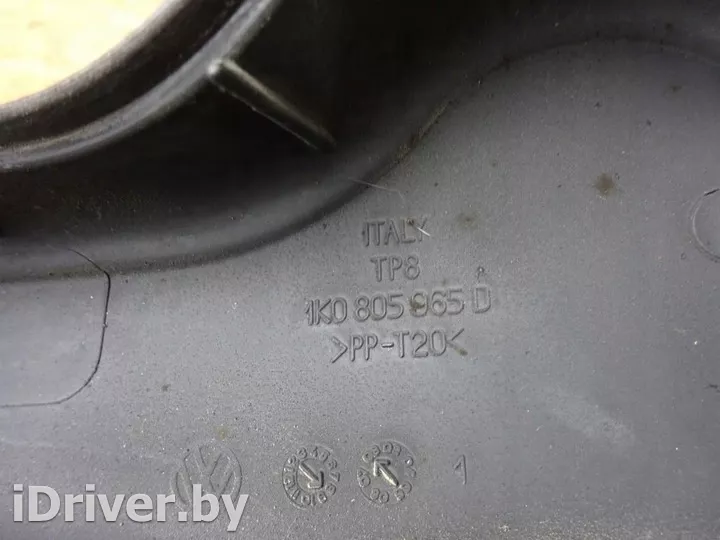 ITALY
TP8
1K0 805 965 D
>PP-T20<
1
iDriver.by